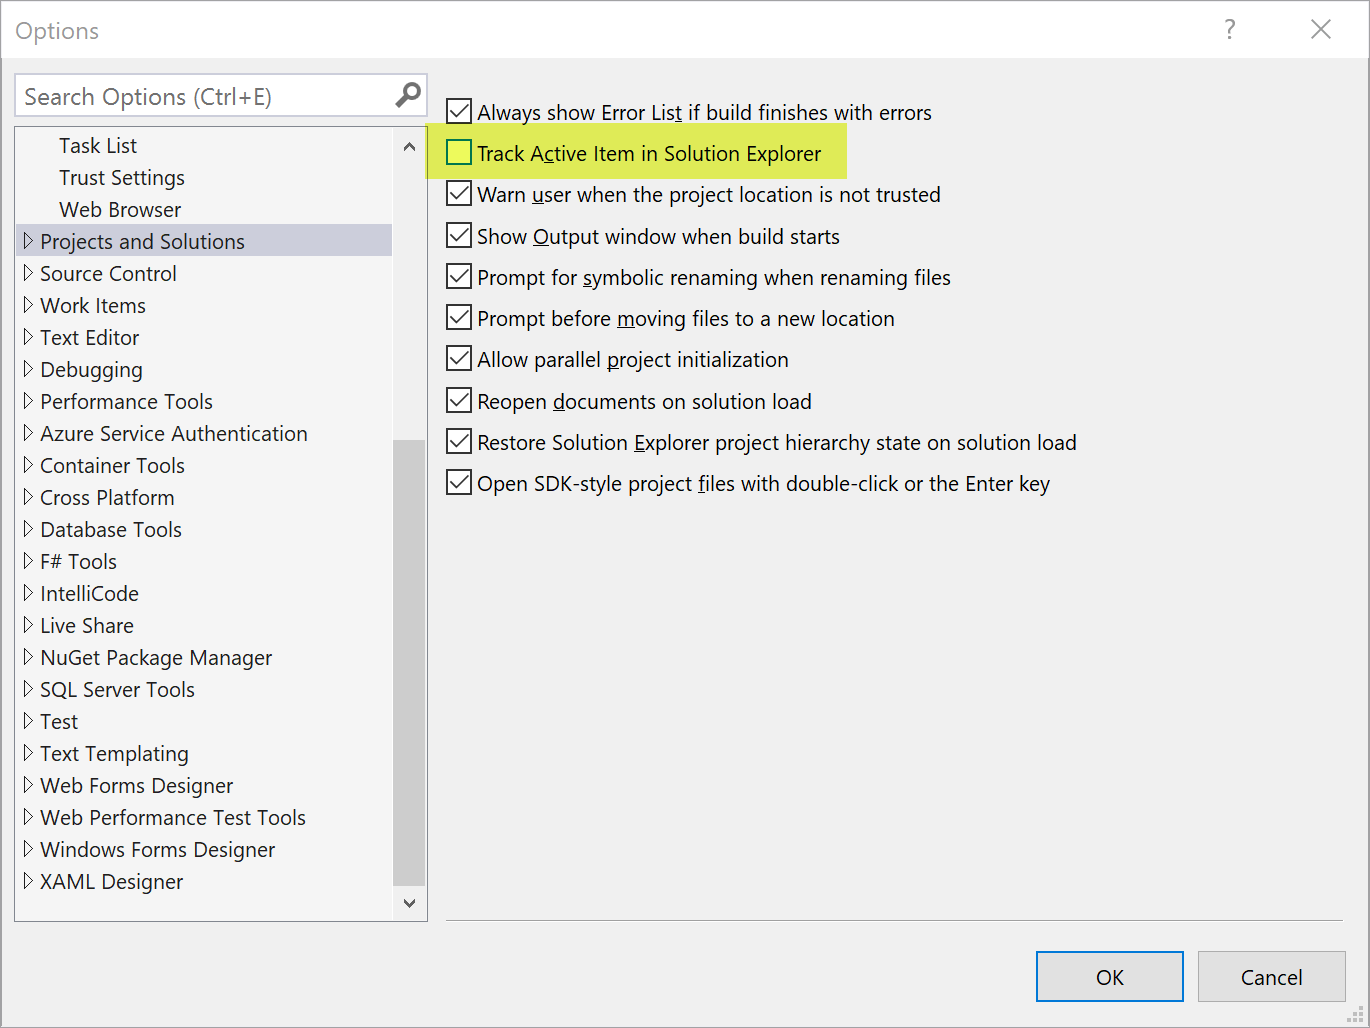 Options
?
Search Options (Ctrl+E)
Task List
Trust Settings
Web Browser
Projects and Solutions
Source Control
Work Items
Text Editor
Debugging
Performance Tools
Azure Service Authentication
Container Tools
Cross Platform
Database Tools
F# Tools
IntelliCode
Live Share
NuGet Package Manager
SQL Server Tools
Test
Text Templating
Web Forms Designer
Web Performance Test Tools
Windows Forms Designer
XAML Designer
Always show Error List if build finishes with errors
Track Active Item in Solution Explorer
Warn user when the project location is not trusted
Show Output window when build starts
Prompt for symbolic renaming when renaming files
Prompt before moving files to a new location
Allow parallel project initialization
Reopen documents on solution load
Restore Solution Explorer project hierarchy state on solution load
Open SDK-style project files with double-click or the Enter key
OK
Cancel